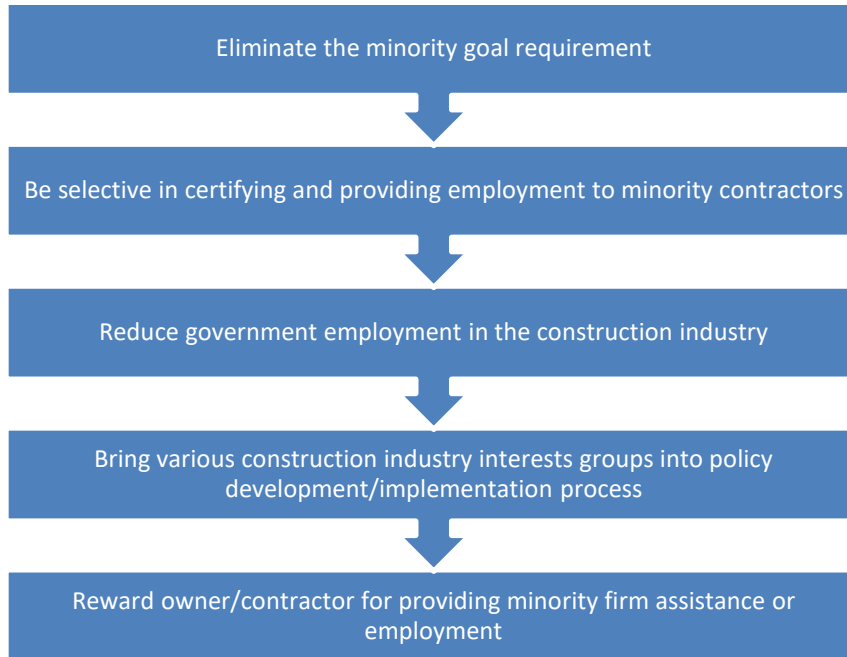 Eliminate the minority goal requirement
Be selective in certifying and providing employment to minority contractors
Reduce government employment in the construction industry
Bring various construction industry interests groups into policy
development/implementation process
Reward owner/contractor for providing minority firm assistance or
employment